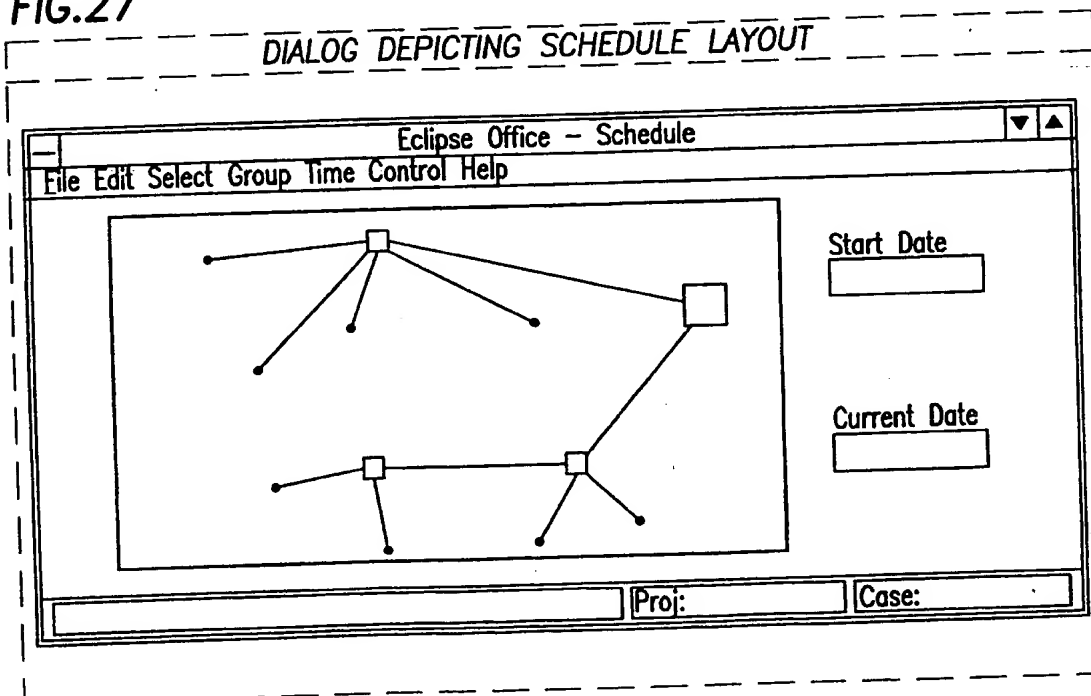 FIG.27
DIALOG DEPICTING SCHEDULE LAYOUT
Eclipse Office – Schedule
File Edit Select Group Time Control Help
Start Date
Current Date
Proj:
Case: